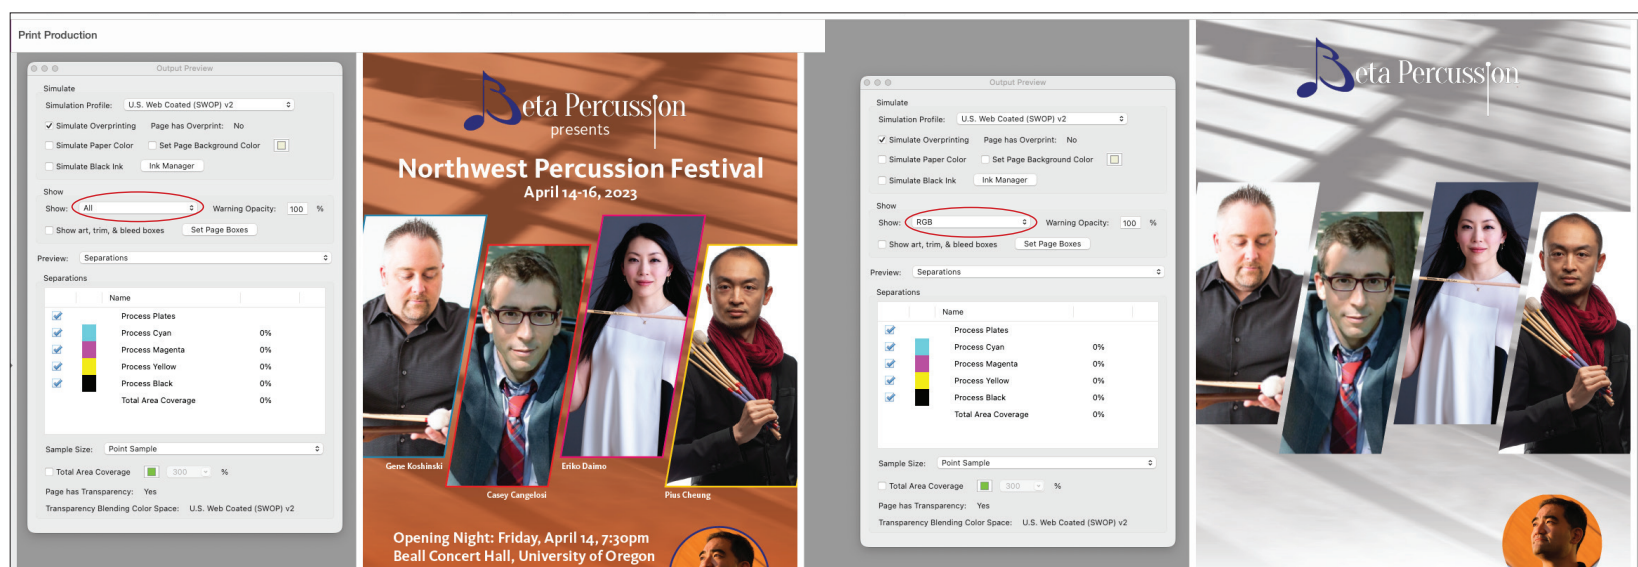 Print Production
Output Preview
Simulate
Simulation Profile: U.S. Web Coated (SWOP) v2
Simulate Overprinting Page has Overprint: No
Simulate Paper Color Set Page Background Color
Simulate Black Ink Ink Manager
Show
Show: All Warning Opacity: 100 %
Show art, trim, & bleed boxes Set Page Boxes
Preview: Separations
Separations
Name
Process Plates
Process Cyan 0%
Process Magenta 0%
Process Yellow 0%
Process Black 0%
Total Area Coverage 0%
Sample Size: Point Sample
Total Area Coverage 300 %
Page has Transparency: Yes
Transparency Blending Color Space: U.S. Web Coated (SWOP) v2
Beta Percussion
presents
Northwest Percussion Festival
April 14-16, 2023
Gene Koshinski
Eriko Daimo
Casey Cangelosi
Pius Cheung
Opening Night: Friday, April 14, 7:30pm
Beall Concert Hall, University of Oregon
Output Preview
Simulate
Simulation Profile: U.S. Web Coated (SWOP) v2
Simulate Overprinting Page has Overprint: No
Simulate Paper Color Set Page Background Color
Simulate Black Ink Ink Manager
Show
Show: RGB Warning Opacity: 100 %
Show art, trim, & bleed boxes Set Page Boxes
Preview: Separations
Separations
Name
Process Plates
Process Cyan 0%
Process Magenta 0%
Process Yellow 0%
Process Black 0%
Total Area Coverage 0%
Sample Size: Point Sample
Total Area Coverage 300 %
Page has Transparency: Yes
Transparency Blending Color Space: U.S. Web Coated (SWOP) v2
Beta Percussion